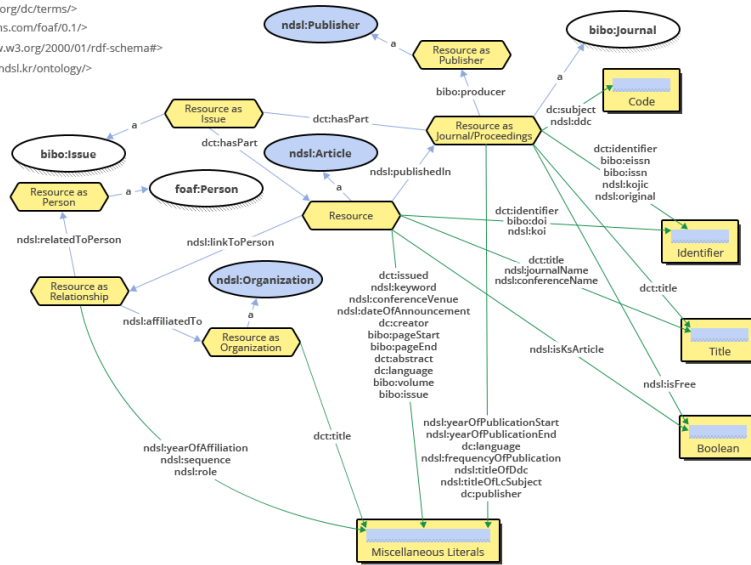 org/dc/terms/>
ns.com/foaf/0.1/>
w.w3.org/2000/01/rdf-schema#>
ndsl.kr/ontology/>
ndsl:Publisher
a
Resource as
Publisher
bibo:Journal
a
bibo:producer
Code
dc:subject
ndsl:ddc
Resource as
Issue
dct:hasPart
Resource as
Journal/Proceedings
a
bibo:Issue
dct:hasPart
ndsl:Article
ndsl:publishedIn
dct:identifier
bibo:eissn
bibo:issn
ndsl:kojic
ndsl:original
Resource as
Person
a
foaf:Person
a
Resource
dct:identifier
bibo:doi
ndsl:koi
Identifier
ndsl:relatedToPerson
ndsl:linkToPerson
dct:title
ndsl:journalName
ndsl:conferenceName
dct:title
Resource as
Relationship
ndsl:Organization
a
ndsl:affiliatedTo
Resource as
Organization
dct:issued
ndsl:keyword
ndsl:conferenceVenue
ndsl:dateOfAnnouncement
dc:creator
bibo:pageStart
bibo:pageEnd
dct:abstract
dc:language
bibo:volume
bibo:issue
ndsl:isKsArticle
Title
ndsl:isFree
Boolean
ndsl:yearOfAffiliation
ndsl:sequence
ndsl:role
dct:title
ndsl:yearOfPublicationStart
ndsl:yearOfPublicationEnd
dc:language
ndsl:frequencyOfPublication
ndsl:titleOfDdc
ndsl:titleOfLcSubject
dc:publisher
Miscellaneous Literals